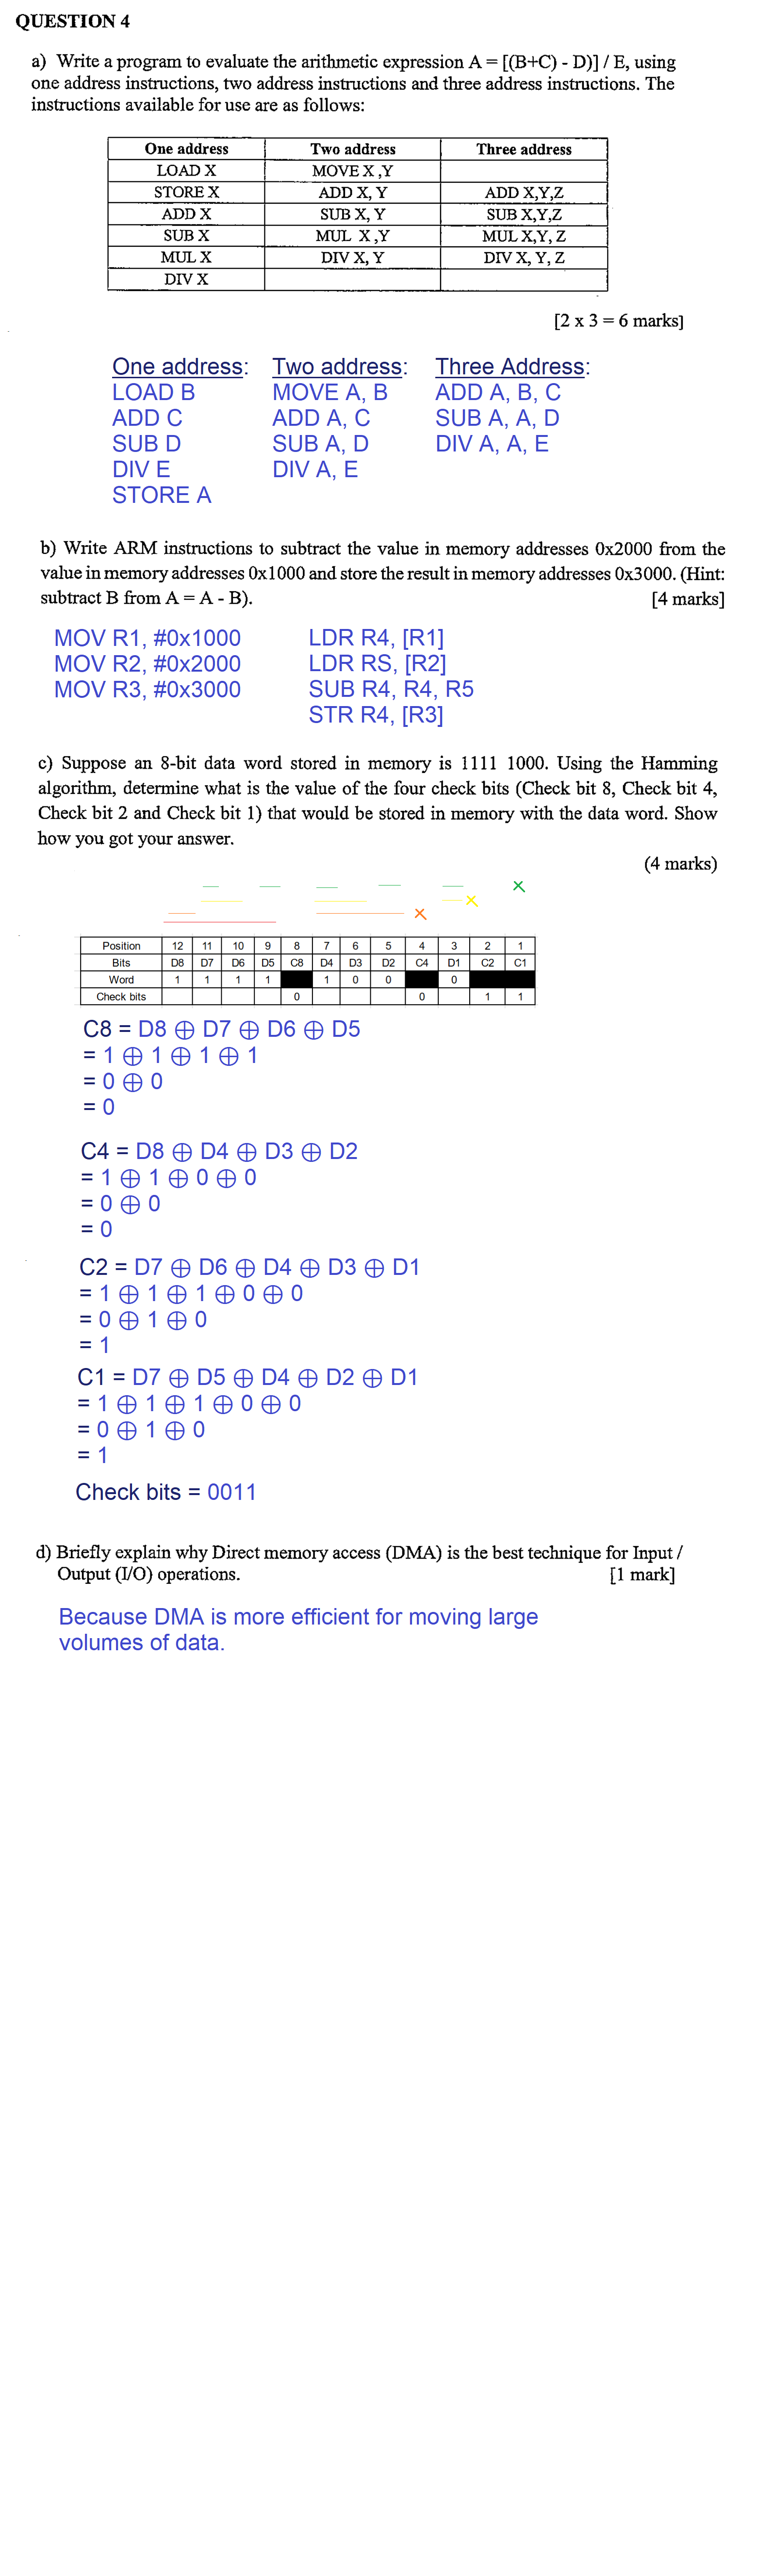 QUESTION 4
a) Write a program to evaluate the arithmetic expression A = [(B+C) - D)] / E, using
one address instructions, two address instructions and three address instructions. The
instructions available for use are as follows:
One address Two address Three address
LOAD X MOVE X ,Y
STORE X ADD X, Y ADD X,Y,Z
ADD X SUB X, Y SUB X,Y,Z
SUB X MUL X ,Y MUL X,Y, Z
MUL X DIV X, Y DIV X, Y, Z
DIV X
[2 x 3 = 6 marks]
One address: Two address: Three Address:
LOAD B MOVE A, B ADD A, B, C
ADD C ADD A, C SUB A, A, D
SUB D SUB A, D DIV A, A, E
DIV E DIV A, E
STORE A
b) Write ARM instructions to subtract the value in memory addresses 0x2000 from the
value in memory addresses 0x1000 and store the result in memory addresses 0x3000. (Hint:
subtract B from A = A - B). [4 marks]
MOV R1, #0x1000 LDR R4, [R1]
MOV R2, #0x2000 LDR RS, [R2]
MOV R3, #0x3000 SUB R4, R4, R5
STR R4, [R3]
c) Suppose an 8-bit data word stored in memory is 1111 1000. Using the Hamming
algorithm, determine what is the value of the four check bits (Check bit 8, Check bit 4,
Check bit 2 and Check bit 1) that would be stored in memory with the data word. Show
how you got your answer.
(4 marks)
Position 12 11 10 9 8 7 6 5 4 3 2 1
Bits D8 D7 D6 D5 C8 D4 D3 D2 C4 D1 C2 C1
Word 1 1 1 1 1 0 0 0
Check bits 0 0 1 1
C8 = D8 ⊕ D7 ⊕ D6 ⊕ D5
= 1 ⊕ 1 ⊕ 1 ⊕ 1
= 0 ⊕ 0
= 0
C4 = D8 ⊕ D4 ⊕ D3 ⊕ D2
= 1 ⊕ 1 ⊕ 0 ⊕ 0
= 0 ⊕ 0
= 0
C2 = D7 ⊕ D6 ⊕ D4 ⊕ D3 ⊕ D1
= 1 ⊕ 1 ⊕ 1 ⊕ 0 ⊕ 0
= 0 ⊕ 1 ⊕ 0
= 1
C1 = D7 ⊕ D5 ⊕ D4 ⊕ D2 ⊕ D1
= 1 ⊕ 1 ⊕ 1 ⊕ 0 ⊕ 0
= 0 ⊕ 1 ⊕ 0
= 1
Check bits = 0011
d) Briefly explain why Direct memory access (DMA) is the best technique for Input /
Output (I/O) operations. [1 mark]
Because DMA is more efficient for moving large
volumes of data.